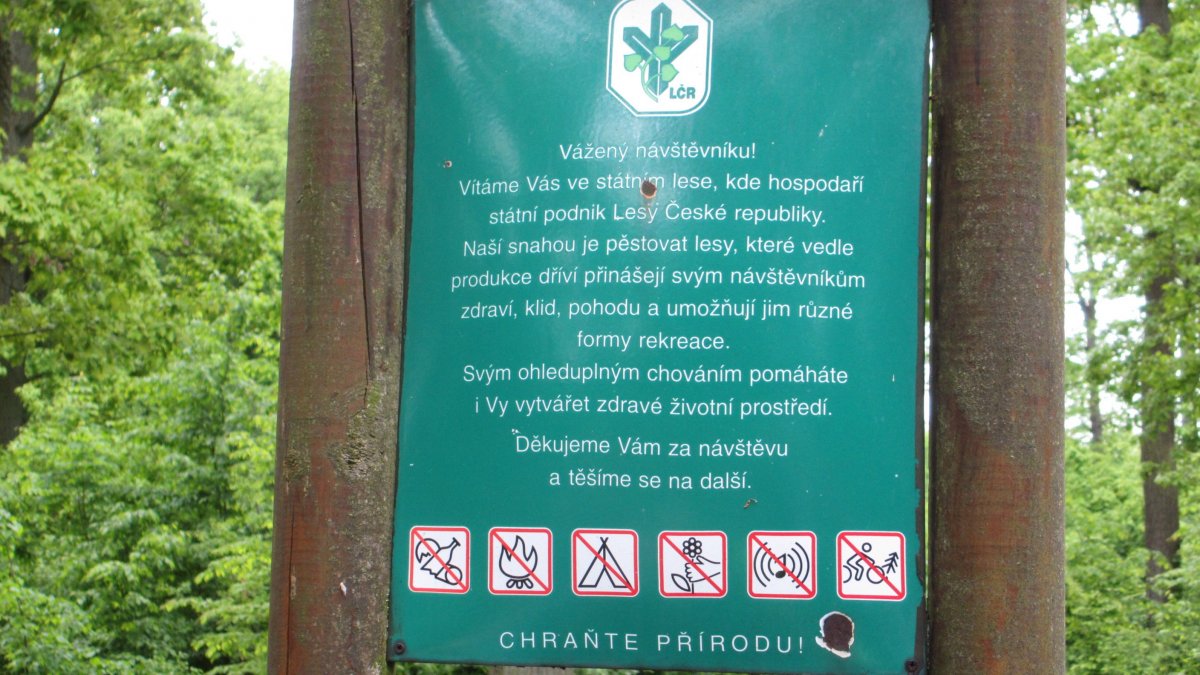 LČR
Vážený návštěvníku!
Vítáme Vás ve státním lese, kde hospodaří
státní podnik Lesy České republiky.
Naší snahou je pěstovat lesy, které vedle
produkce dříví přinášejí svým návštěvníkům
zdraví, klid, pohodu a umožňují jim různé
formy rekreace.
Svým ohleduplným chováním pomáháte
i Vy vytvářet zdravé životní prostředí.
Děkujeme Vám za návštěvu
a těšíme se na další.
CHRAŇTE PŘÍRODU!